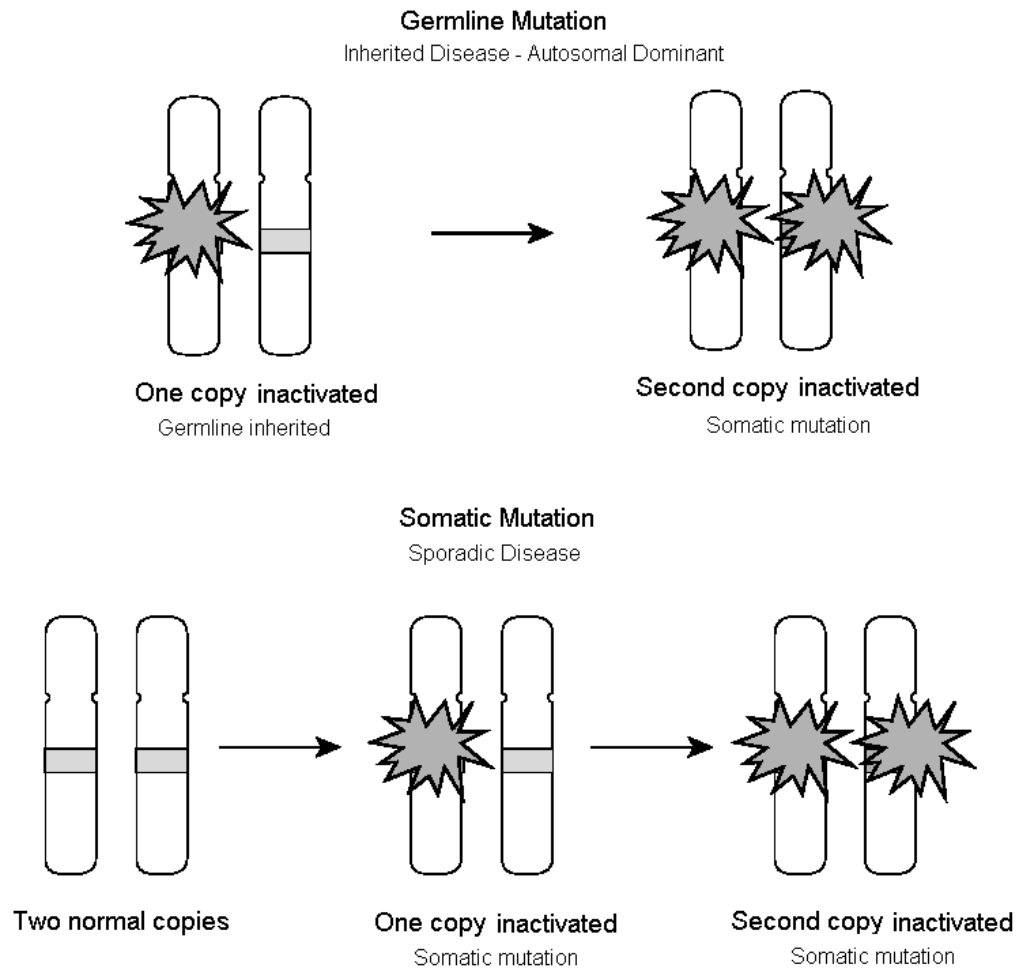 Germline Mutation
Inherited Disease - Autosomal Dominant
One copy inactivated
Second copy inactivated
Germline inherited
Somatic mutation
Somatic Mutation
Sporadic Disease
Two normal copies
One copy inactivated
Second copy inactivated
Somatic mutation
Somatic mutation